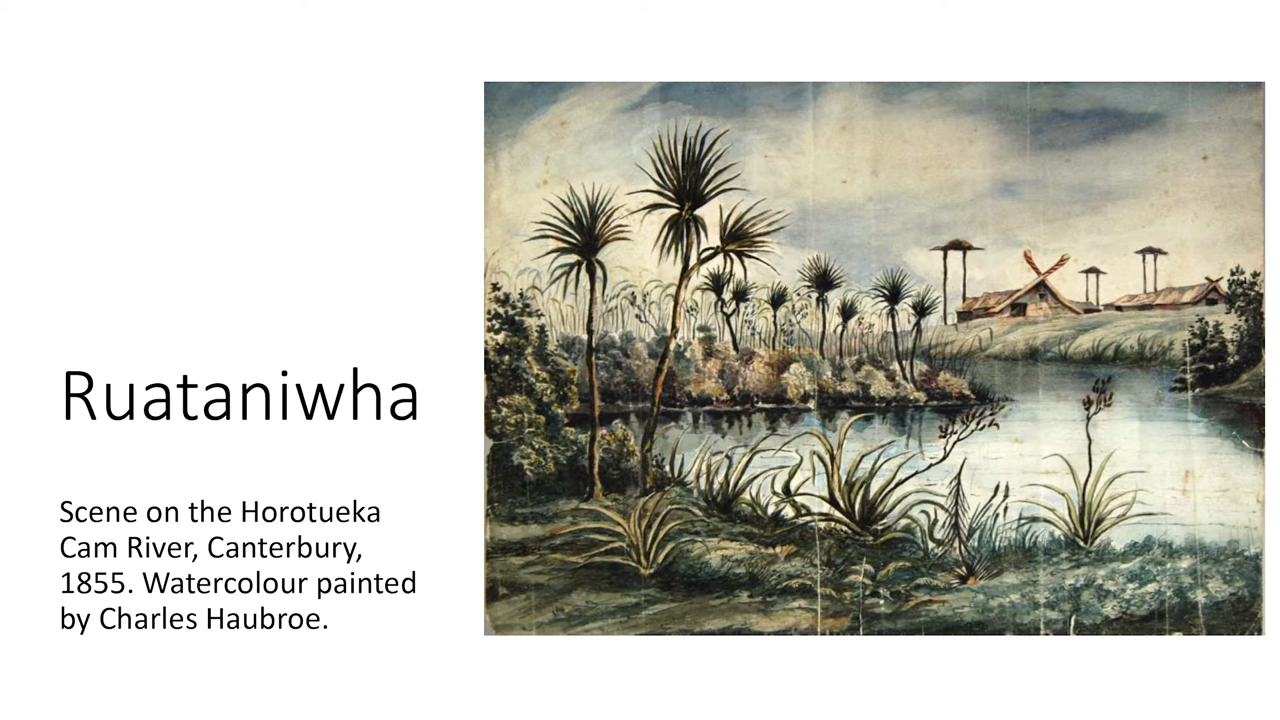 Ruataniwha
Scene on the Horotueka
Cam River, Canterbury,
1855. Watercolour painted
by Charles Haubroe.